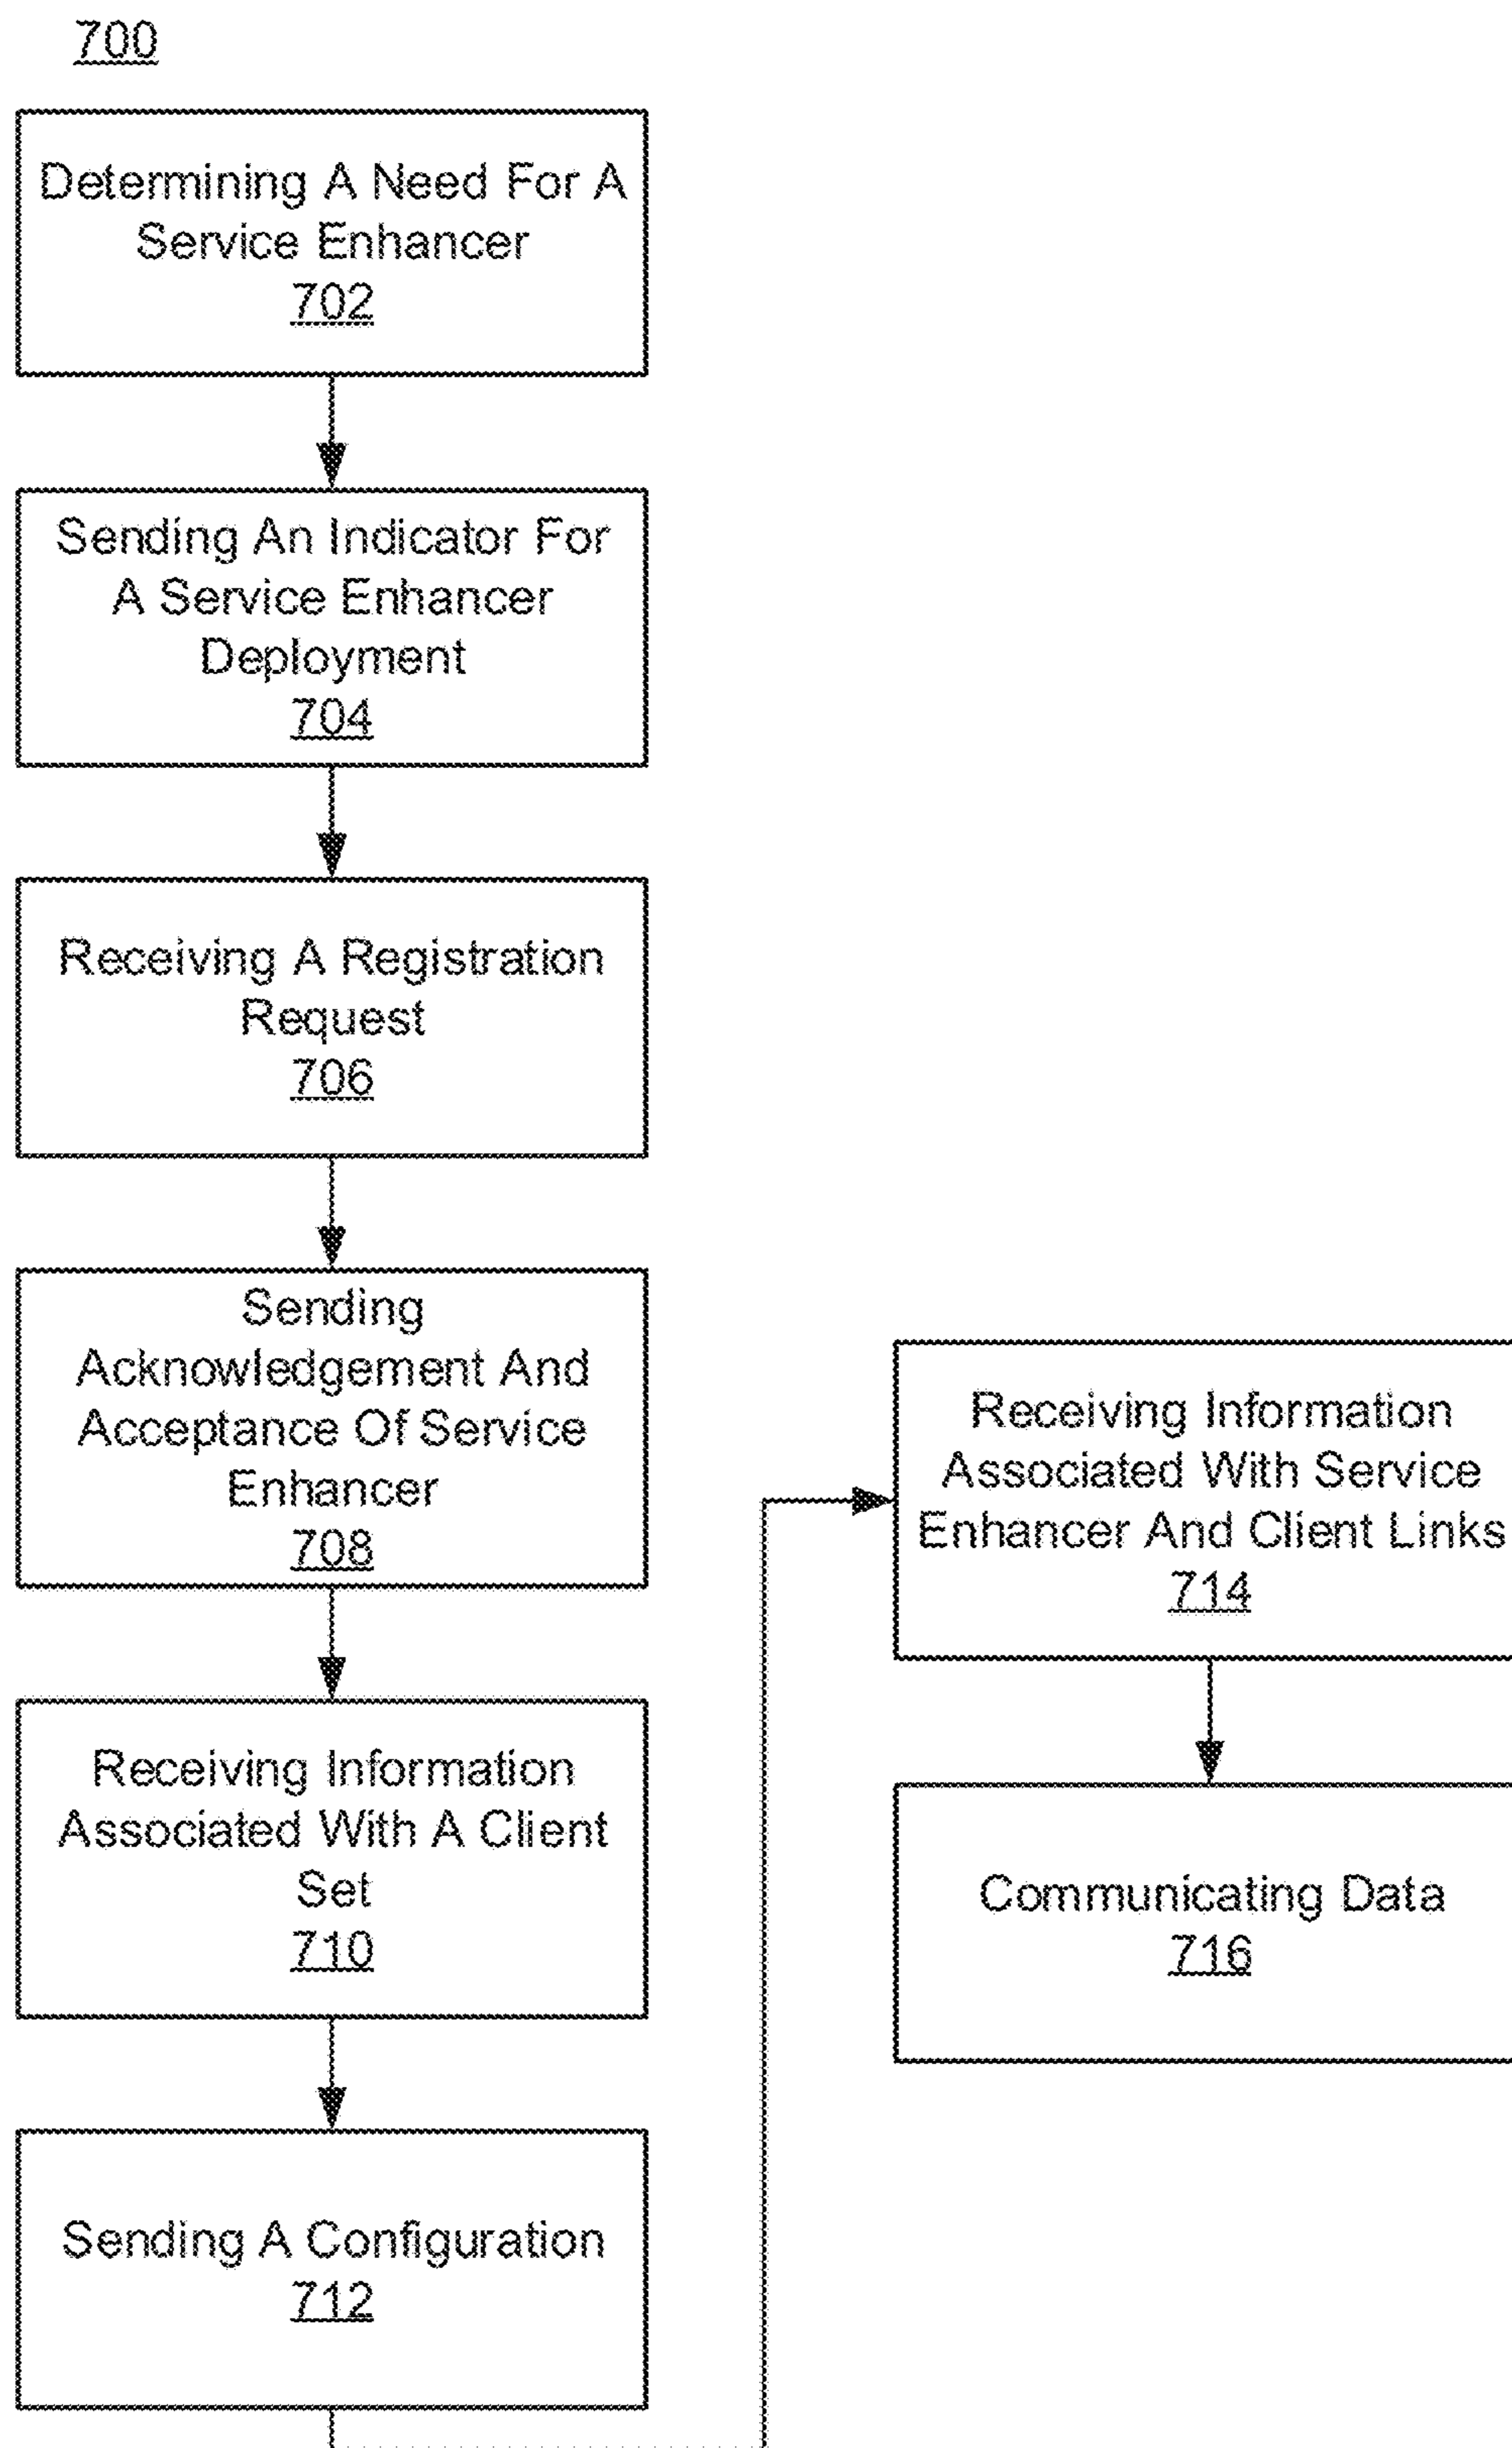 700
Determining A Need For A
Service Enhancer
702
Sending An Indicator For
A Service Enhancer
Deployment
704
Receiving A Registration
Request
706
Sending
Acknowledgement And
Acceptance Of Service
Enhancer
708
Receiving Information
Associated With A Client
Set
710
Sending A Configuration
712
Receiving Information
Associated With Service
Enhancer And Client Links
714
Communicating Data
716